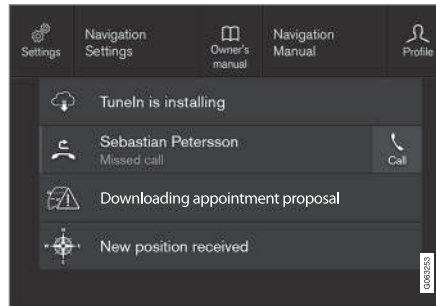 Settings
Navigation
Settings
Owner's
manual
Navigation
Manual
Profile
TuneIn is installing
Sebastian Petersson
Missed call
Call
Downloading appointment proposal
New position received
G063253